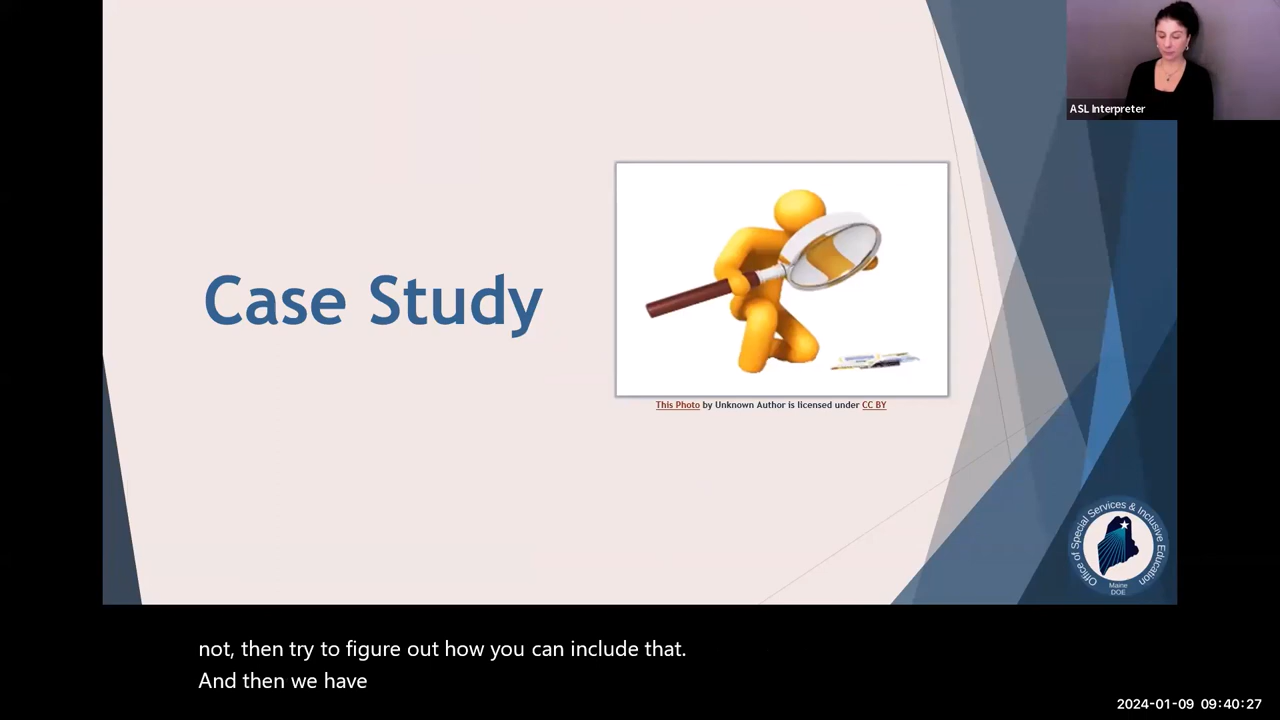 ASL Interpreter
Case Study
This Photo by Unknown Author is licensed under CC BY
Office of Special Services & Inclusive Education
Maine
DOE
not, then try to figure out how you can include that.
And then we have
2024-01-09 09:40:27